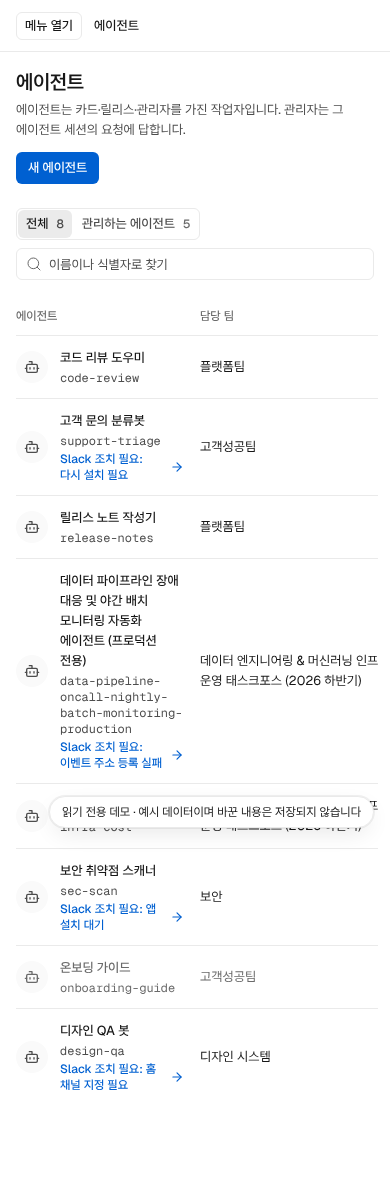 메뉴 열기 에이전트
에이전트
에이전트는 카드·릴리스·관리자를 가진 작업자입니다. 관리자는 그
에이전트 세션의 요청에 답합니다.
새 에이전트
전체 8 관리하는 에이전트 5
이름이나 식별자로 찾기
에이전트 담당 팀
코드 리뷰 도우미
code-review
플랫폼팀
고객 문의 분류봇
support-triage
Slack 조치 필요:
다시 설치 필요
고객성공팀
릴리스 노트 작성기
release-notes
플랫폼팀
데이터 파이프라인 장애
대응 및 야간 배치
모니터링 자동화
에이전트 (프로덕션
전용)
data-pipeline-
oncall-nightly-
batch-monitoring-
production
Slack 조치 필요:
이벤트 주소 등록 실패
데이터 엔지니어링 & 머신러닝 인프
운영 태스크포스 (2026 하반기)
읽기 전용 데모 · 예시 데이터이며 바꾼 내용은 저장되지 않습니다
infra-cost
운영 태스크포스 (2026 하반기)
보안 취약점 스캐너
sec-scan
Slack 조치 필요: 앱
설치 대기
보안
온보딩 가이드
onboarding-guide
고객성공팀
디자인 QA 봇
design-qa
Slack 조치 필요: 홈
채널 지정 필요
디자인 시스템